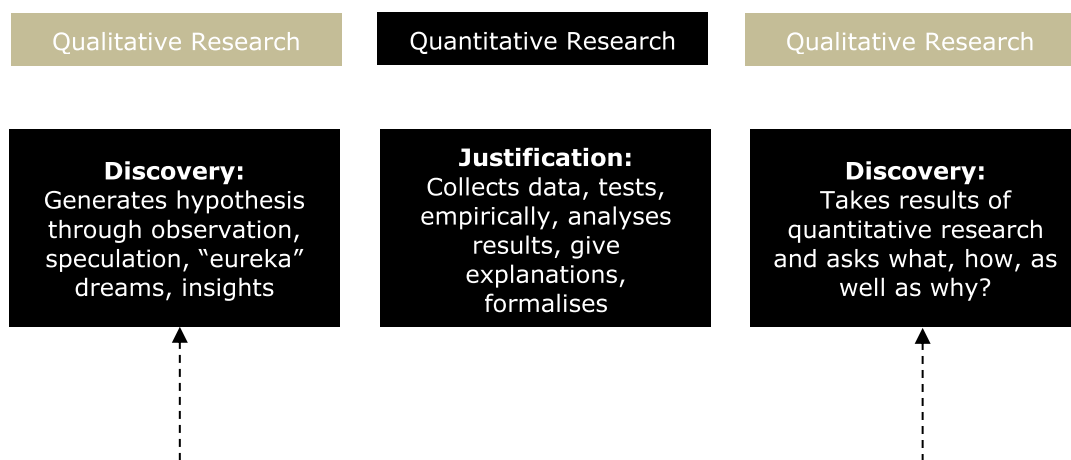 Qualitative Research
Quantitative Research
Qualitative Research
Discovery:
Generates hypothesis
through observation,
speculation, “eureka”
dreams, insights
Justification:
Collects data, tests,
empirically, analyses
results, give
explanations,
formalises
Discovery:
Takes results of
quantitative research
and asks what, how, as
well as why?